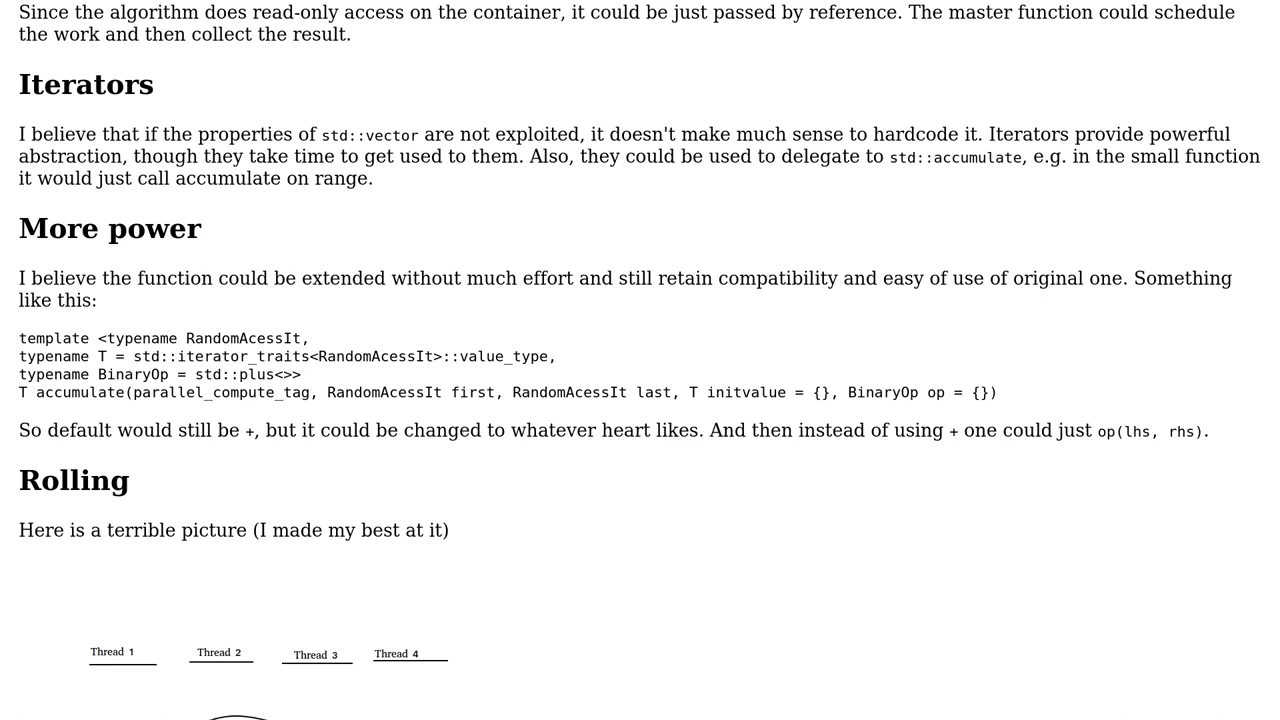 Since the algorithm does read-only access on the container, it could be just passed by reference. The master function could schedule
the work and then collect the result.
Iterators
I believe that if the properties of std::vector are not exploited, it doesn't make much sense to hardcode it. Iterators provide powerful
abstraction, though they take time to get used to them. Also, they could be used to delegate to std::accumulate, e.g. in the small function
it would just call accumulate on range.
More power
I believe the function could be extended without much effort and still retain compatibility and easy of use of original one. Something
like this:
template <typename RandomAcessIt,
typename T = std::iterator_traits<RandomAcessIt>::value_type,
typename BinaryOp = std::plus<>>
T accumulate(parallel_compute_tag, RandomAcessIt first, RandomAcessIt last, T initvalue = {}, BinaryOp op = {})
So default would still be +, but it could be changed to whatever heart likes. And then instead of using + one could just op(lhs, rhs).
Rolling
Here is a terrible picture (I made my best at it)
Thread 1 Thread 2 Thread 3 Thread 4